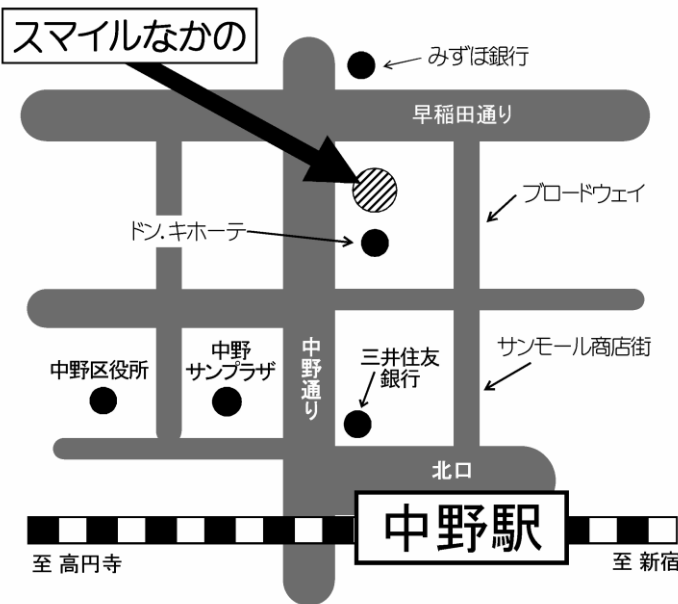 スマイルなかの
みずほ銀行
早稲田通り
ブロードウェイ
ドン.キホーテ
サンモール商店街
中野
サンプラザ
中野区役所
中野通り
三井住友
銀行
北口
中野駅
至 高円寺
至 新宿